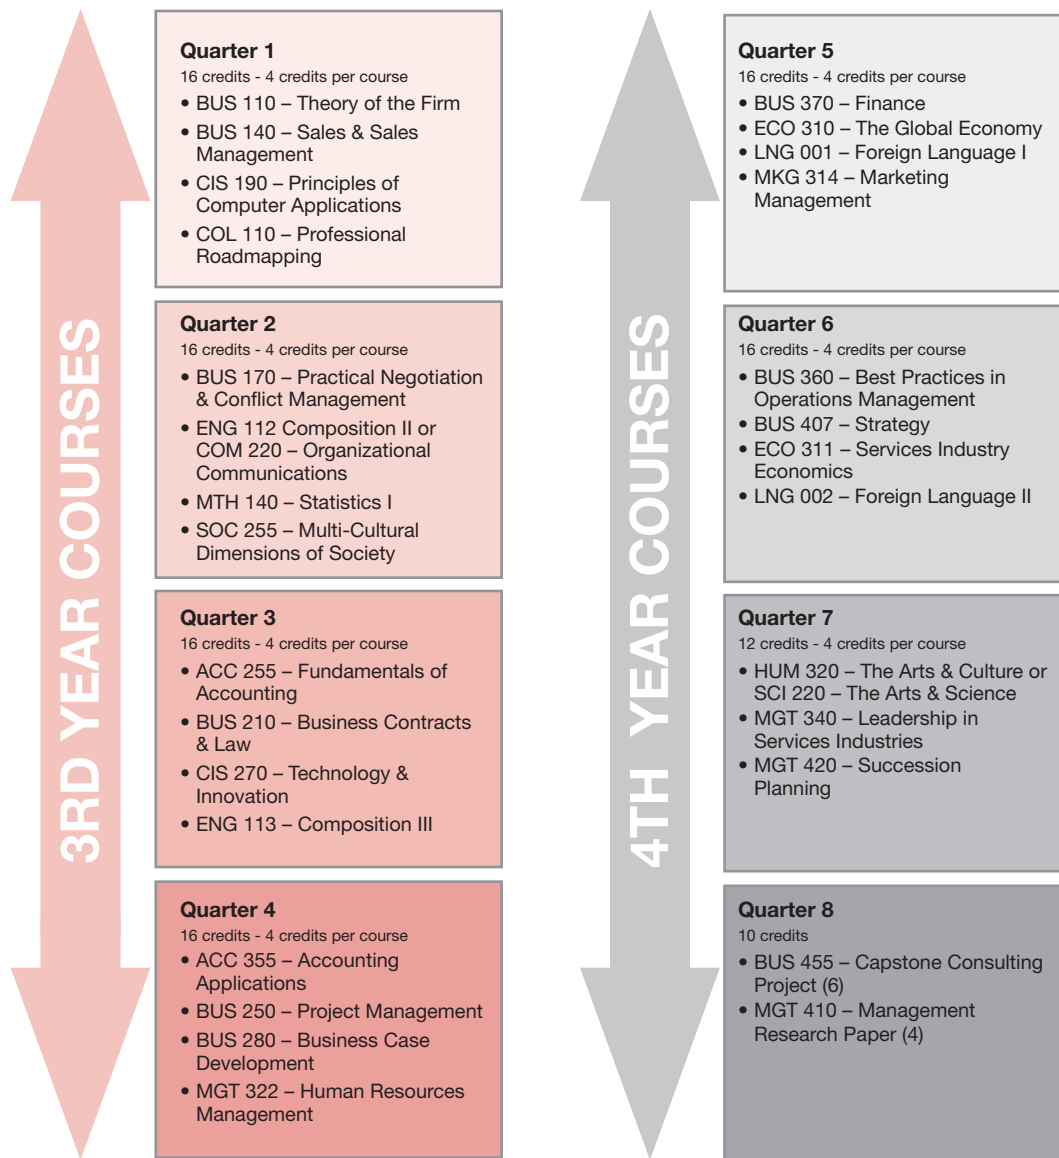 3RD YEAR COURSES
Quarter 1
16 credits - 4 credits per course
• BUS 110 – Theory of the Firm
• BUS 140 – Sales & Sales
Management
• CIS 190 – Principles of
Computer Applications
• COL 110 – Professional
Roadmapping
Quarter 2
16 credits - 4 credits per course
• BUS 170 – Practical Negotiation
& Conflict Management
• ENG 112 Composition II or
COM 220 – Organizational
Communications
• MTH 140 – Statistics I
• SOC 255 – Multi-Cultural
Dimensions of Society
Quarter 3
16 credits - 4 credits per course
• ACC 255 – Fundamentals of
Accounting
• BUS 210 – Business Contracts
& Law
• CIS 270 – Technology &
Innovation
• ENG 113 – Composition III
Quarter 4
16 credits - 4 credits per course
• ACC 355 – Accounting
Applications
• BUS 250 – Project Management
• BUS 280 – Business Case
Development
• MGT 322 – Human Resources
Management
4TH YEAR COURSES
Quarter 5
16 credits - 4 credits per course
• BUS 370 – Finance
• ECO 310 – The Global Economy
• LNG 001 – Foreign Language I
• MKG 314 – Marketing
Management
Quarter 6
16 credits - 4 credits per course
• BUS 360 – Best Practices in
Operations Management
• BUS 407 – Strategy
• ECO 311 – Services Industry
Economics
• LNG 002 – Foreign Language II
Quarter 7
12 credits - 4 credits per course
• HUM 320 – The Arts & Culture or
SCI 220 – The Arts & Science
• MGT 340 – Leadership in
Services Industries
• MGT 420 – Succession
Planning
Quarter 8
10 credits
• BUS 455 – Capstone Consulting
Project (6)
• MGT 410 – Management
Research Paper (4)